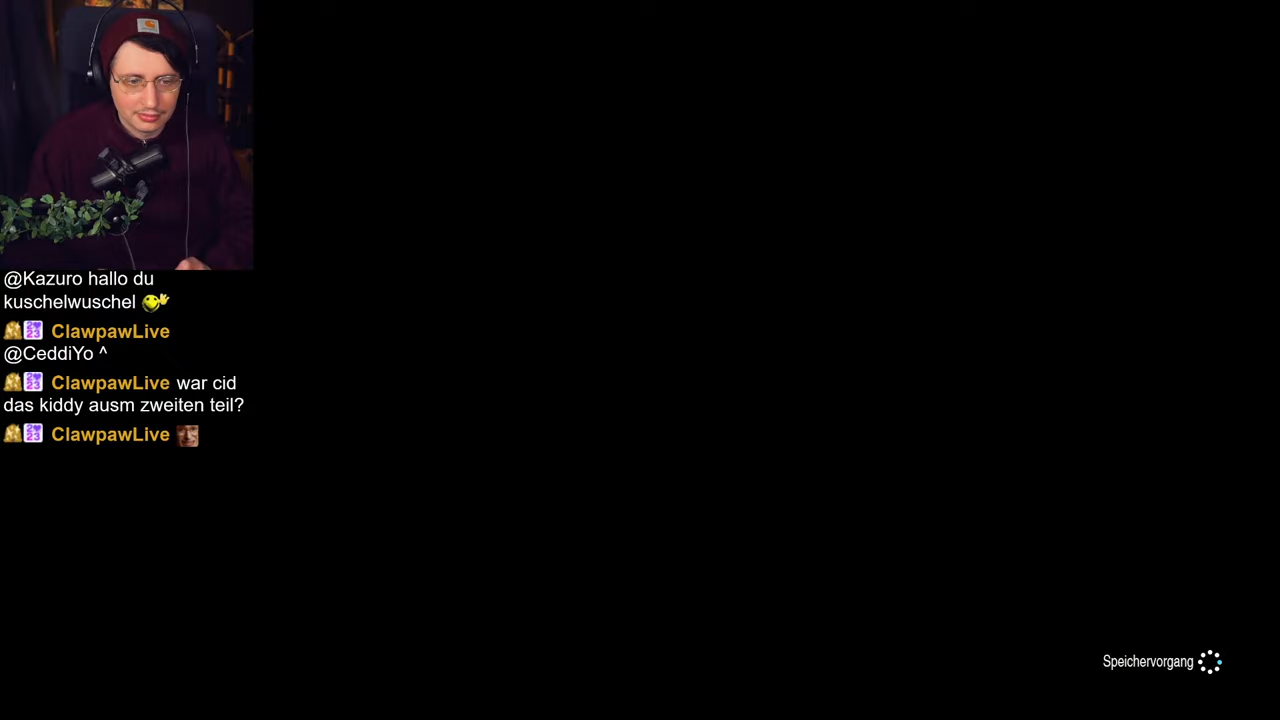 @Kazuro hallo du
kuschelwuschel
ClawpawLive
@CeddiYo ^
ClawpawLive war cid
das kiddy ausm zweiten teil?
ClawpawLive
Speichervorgang